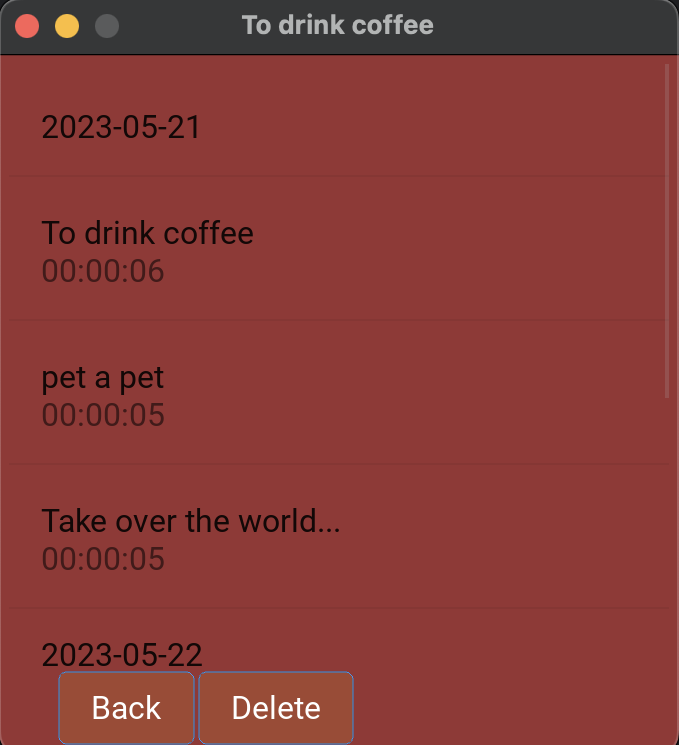 To drink coffee
2023-05-21
To drink coffee
00:00:06
pet a pet
00:00:05
Take over the world...
00:00:05
2023-05-22
Back Delete